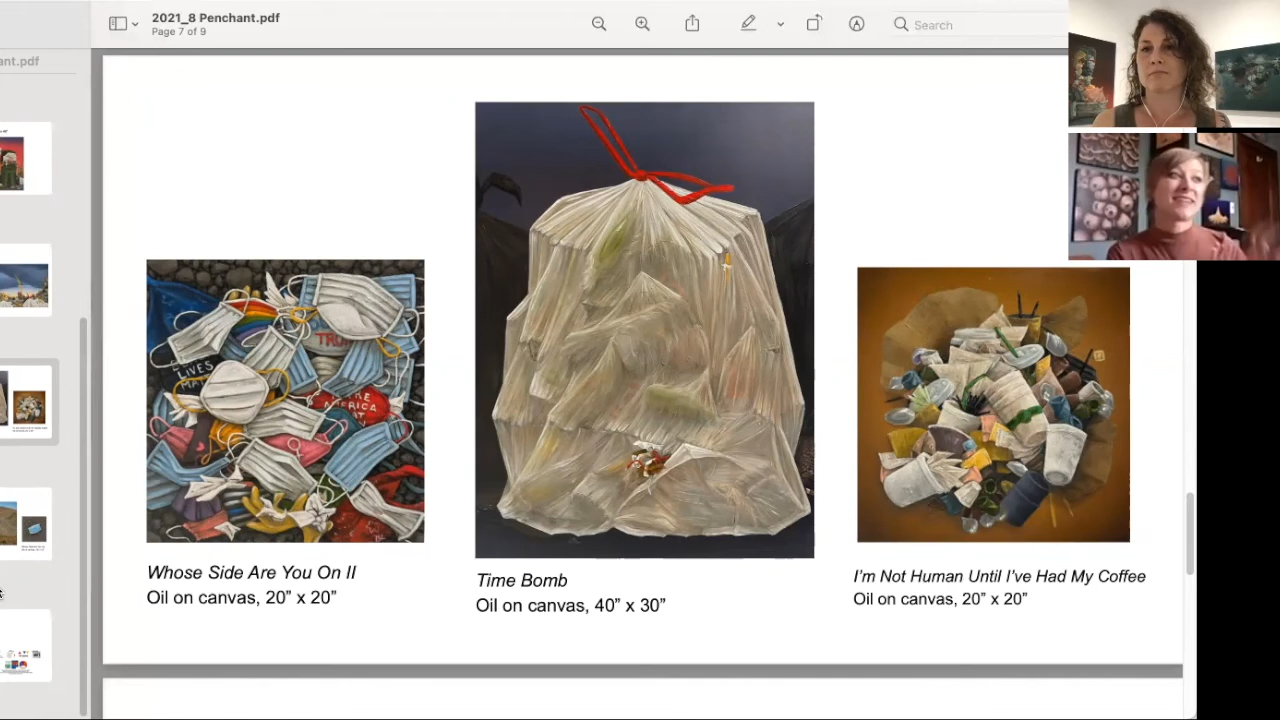 2021_8 Penchant.pdf
Page 7 of 9
Search
ant.pdf
LIVES
MAT
TRU
AMERICA
Whose Side Are You On II
Oil on canvas, 20” x 20”
Time Bomb
Oil on canvas, 40” x 30”
I’m Not Human Until I’ve Had My Coffee
Oil on canvas, 20” x 20”